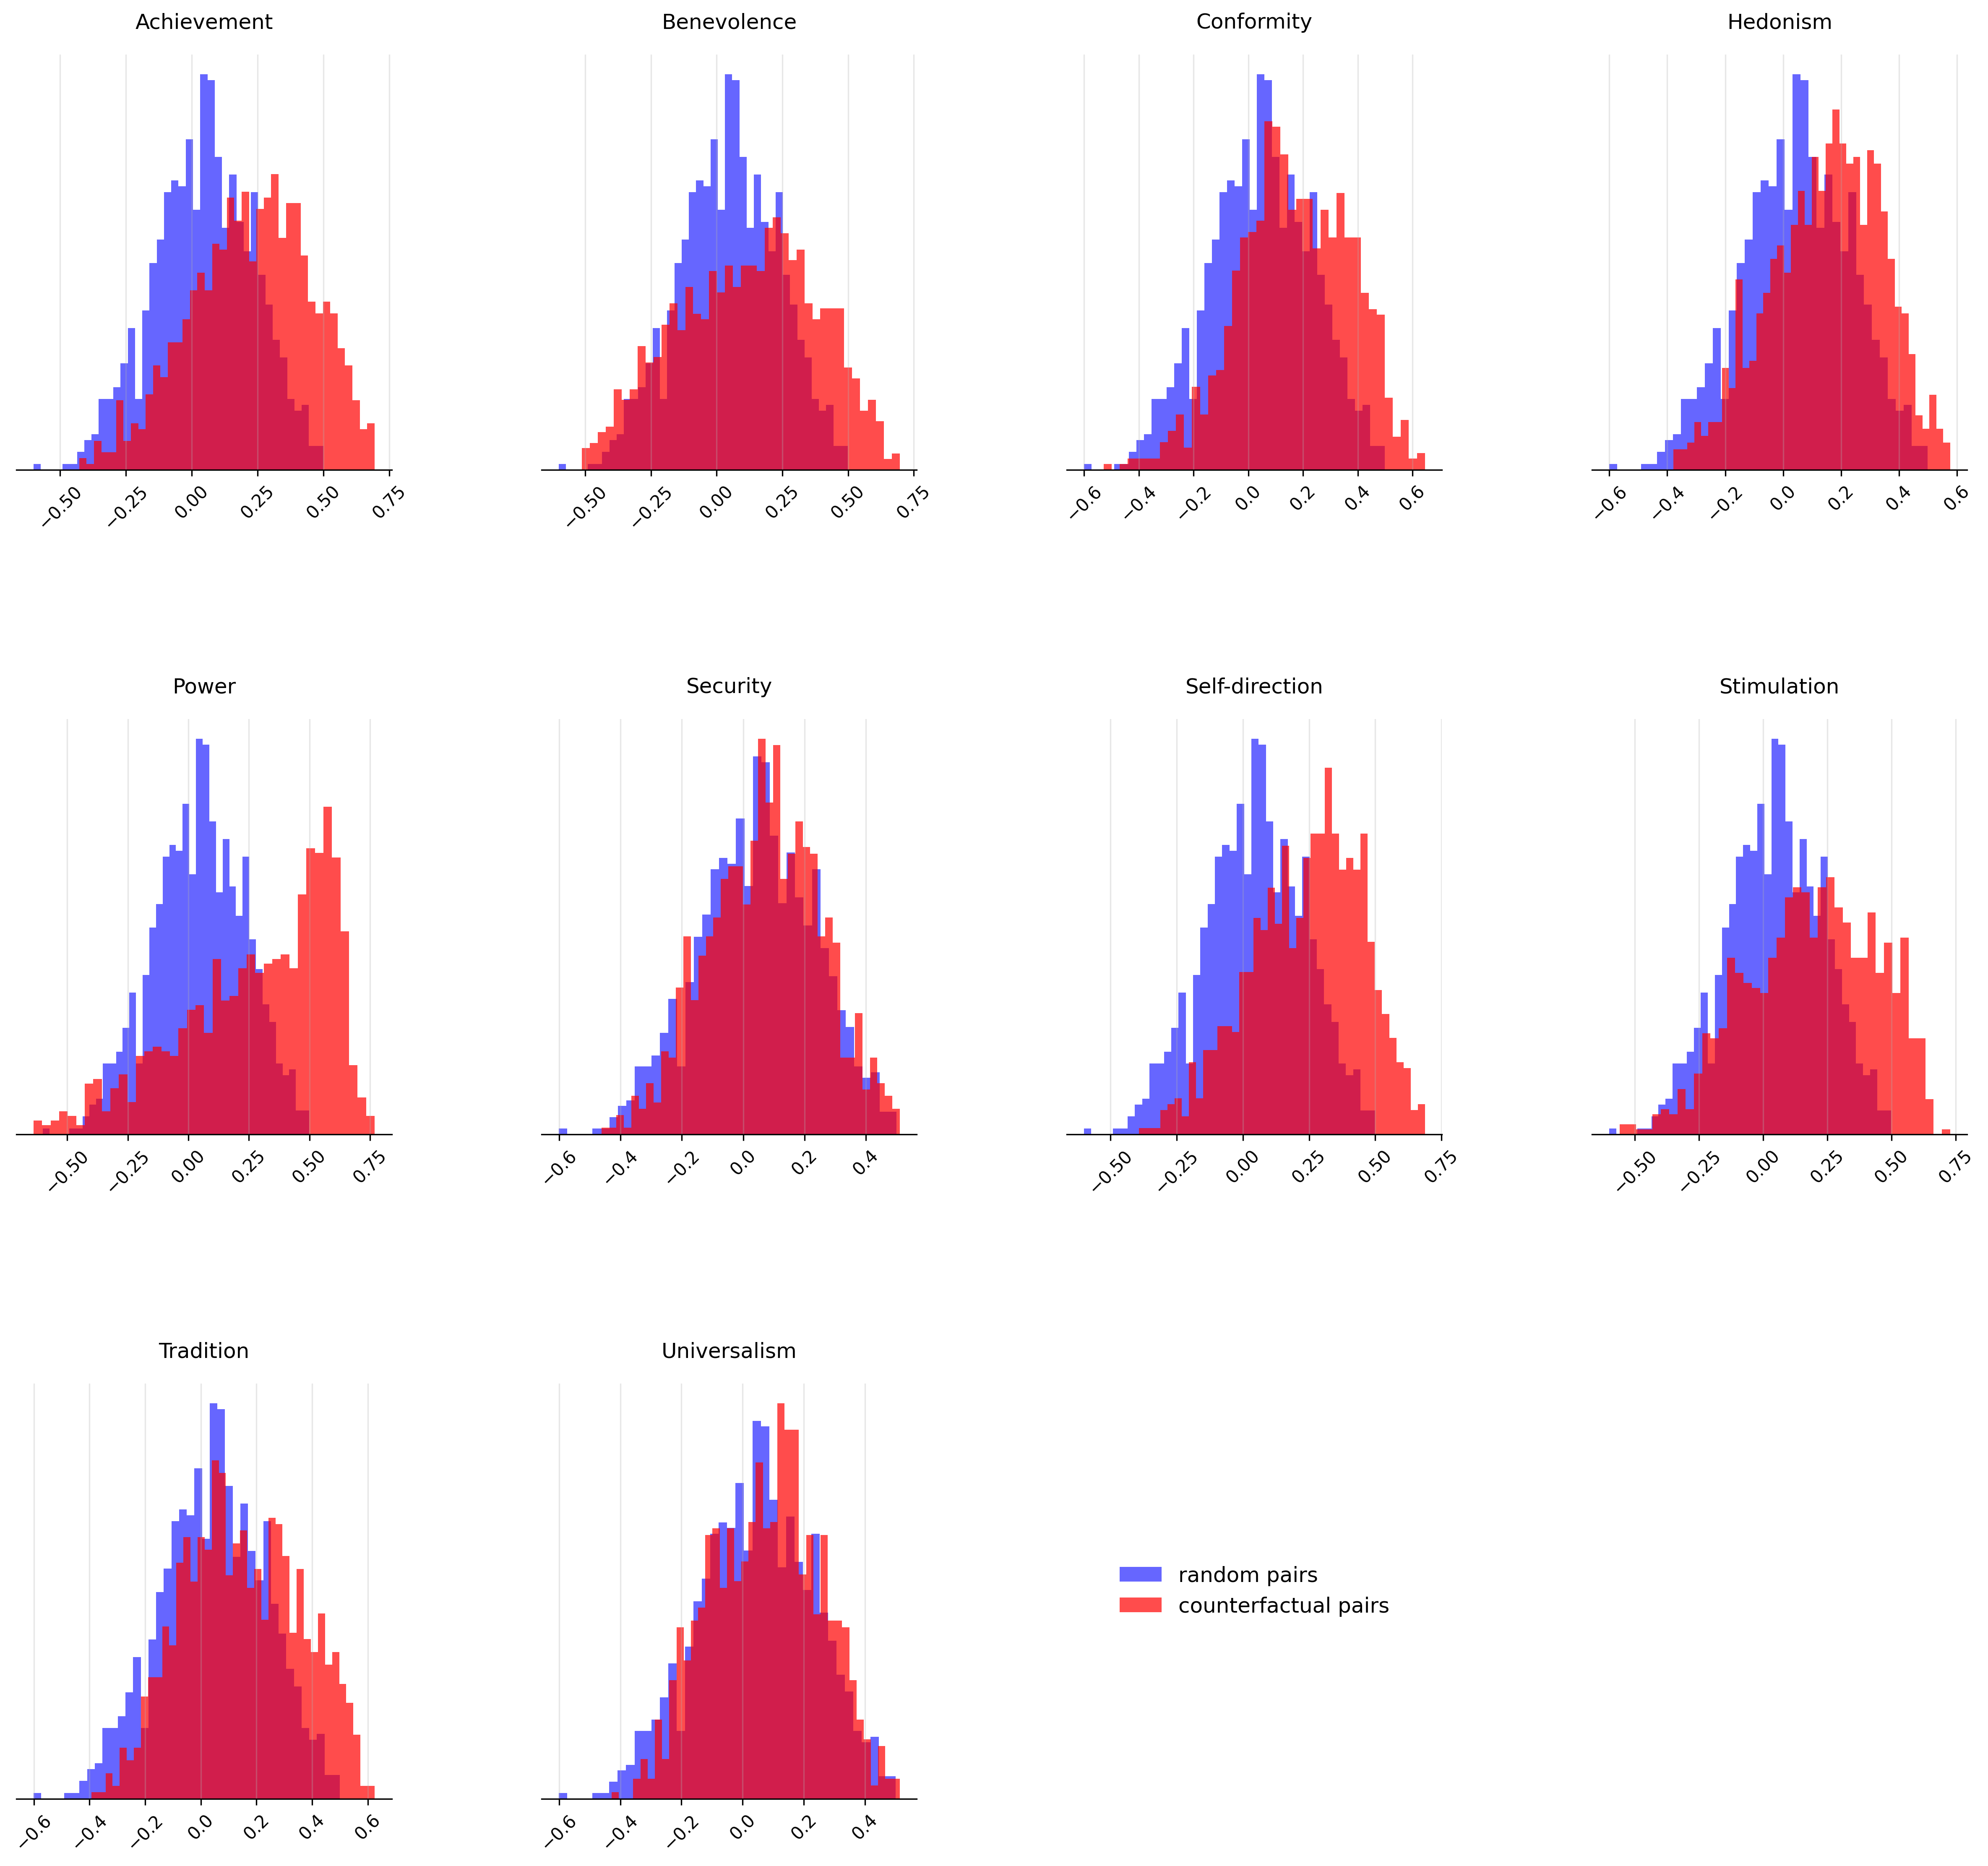 Achievement Benevolence Conformity Hedonism
−0.50 −0.25 0.00 0.25 0.50 0.75 −0.50 −0.25 0.00 0.25 0.50 0.75 −0.6 −0.4 −0.2 0.0 0.2 0.4 0.6 −0.6 −0.4 −0.2 0.0 0.2 0.4 0.6
Power Security Self-direction Stimulation
−0.50 −0.25 0.00 0.25 0.50 0.75 −0.6 −0.4 −0.2 0.0 0.2 0.4 −0.50 −0.25 0.00 0.25 0.50 0.75 −0.50 −0.25 0.00 0.25 0.50 0.75
Tradition Universalism
random pairs
counterfactual pairs
−0.6 −0.4 −0.2 0.0 0.2 0.4 0.6 −0.6 −0.4 −0.2 0.0 0.2 0.4